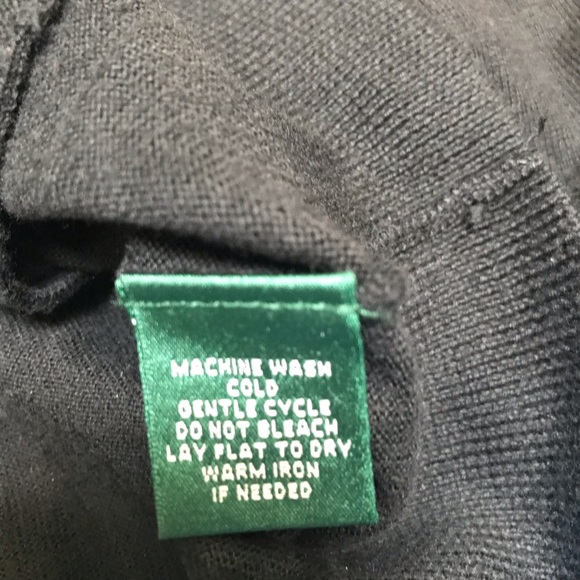 MACHINE WASH
COLD
GENTLE CYCLE
DO NOT BLEACH
LAY FLAT TO DRY
WARM IRON
IF NEEDED